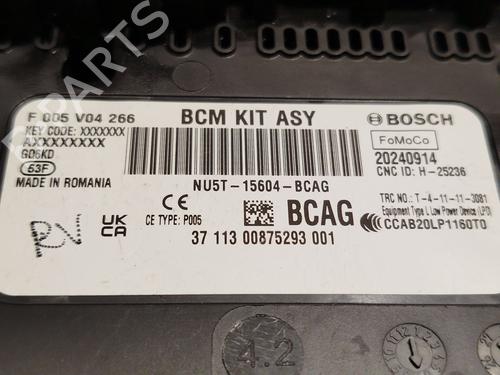 F 005 V04 266
BCM KIT ASY
BOSCH
KEY CODE: XXXXXXX
AXXXXXXXX
G06KD
63F
MADE IN ROMANIA
FoMoCo
20240914
CNC ID: H-25236
NU5T-15604-BCAG
TRC NO.: T-4-11-11-3081
Equipment Type I, Low Power Device (LPD)
CCAB20LP1160T0
UK
CA
CE
CE TYPE: P005
BCAG
37 113 00875293 001
RV
4.2